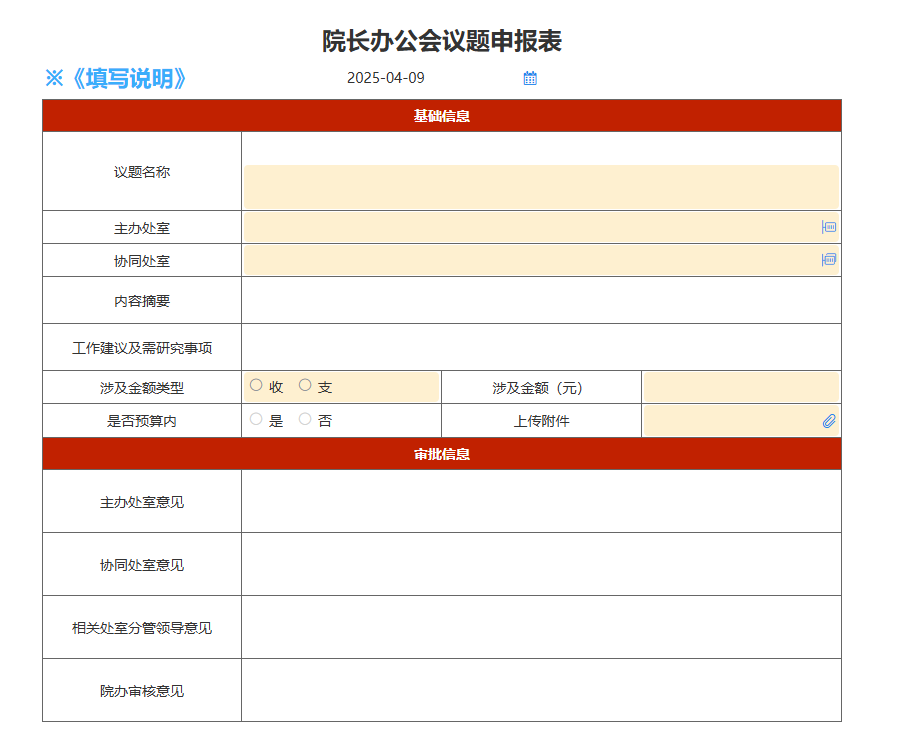 院长办公会议题申报表
※《填写说明》 2025-04-09
基础信息
议题名称
主办处室
协同处室
内容摘要
工作建议及需研究事项
涉及金额类型 收 支 涉及金额（元）
是否预算内 是 否 上传附件
审批信息
主办处室意见
协同处室意见
相关处室分管领导意见
院办审核意见